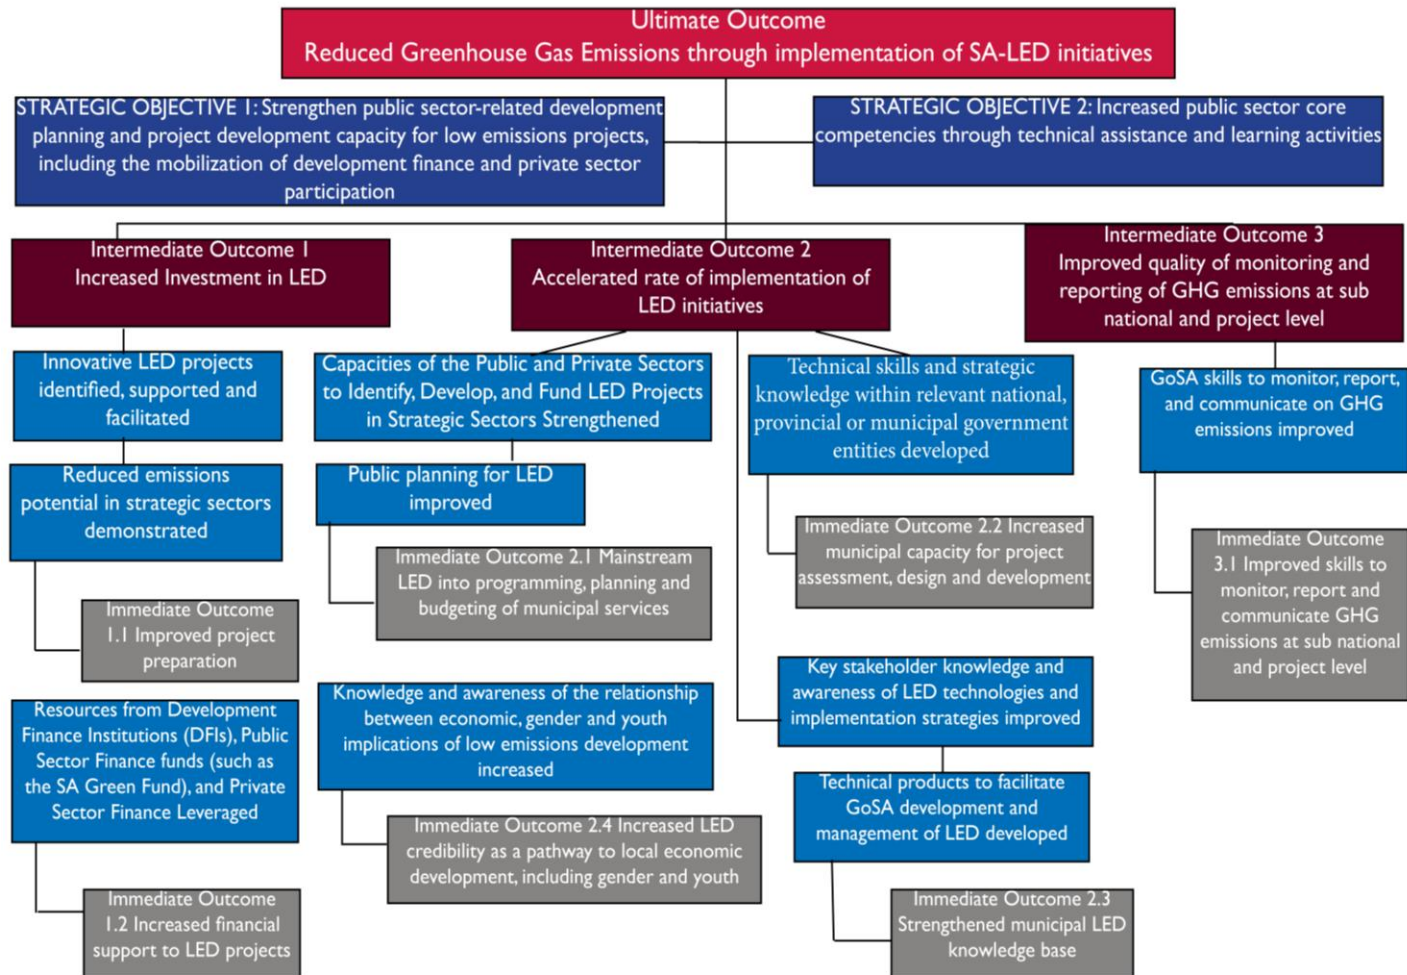 Ultimate Outcome
Reduced Greenhouse Gas Emissions through implementation of SA-LED initiatives
STRATEGIC OBJECTIVE 1: Strengthen public sector-related development
planning and project development capacity for low emissions projects,
including the mobilization of development finance and private sector
participation
STRATEGIC OBJECTIVE 2: Increased public sector core
competencies through technical assistance and learning activities
Intermediate Outcome 1
Increased Investment in LED
Intermediate Outcome 2
Accelerated rate of implementation of
LED initiatives
Intermediate Outcome 3
Improved quality of monitoring and
reporting of GHG emissions at sub
national and project level
Innovative LED projects
identified, supported and
facilitated
Capacities of the Public and Private Sectors
to Identify, Develop, and Fund LED Projects
in Strategic Sectors Strengthened
Technical skills and strategic
knowledge within relevant national,
provincial or municipal government
entities developed
GoSA skills to monitor, report,
and communicate on GHG
emissions improved
Reduced emissions
potential in strategic sectors
demonstrated
Public planning for LED
improved
Immediate Outcome 2.1 Mainstream
LED into programming, planning and
budgeting of municipal services
Immediate Outcome 2.2 Increased
municipal capacity for project
assessment, design and development
Immediate Outcome
3.1 Improved skills to
monitor, report and
communicate GHG
emissions at sub national
and project level
Immediate Outcome
1.1 Improved project
preparation
Resources from Development
Finance Institutions (DFIs), Public
Sector Finance funds (such as
the SA Green Fund), and Private
Sector Finance Leveraged
Knowledge and awareness of the relationship
between economic, gender and youth
implications of low emissions development
increased
Key stakeholder knowledge and
awareness of LED technologies and
implementation strategies improved
Technical products to facilitate
GoSA development and
management of LED developed
Immediate Outcome 2.4 Increased LED
credibility as a pathway to local economic
development, including gender and youth
Immediate Outcome
1.2 Increased financial
support to LED projects
Immediate Outcome 2.3
Strengthened municipal LED
knowledge base